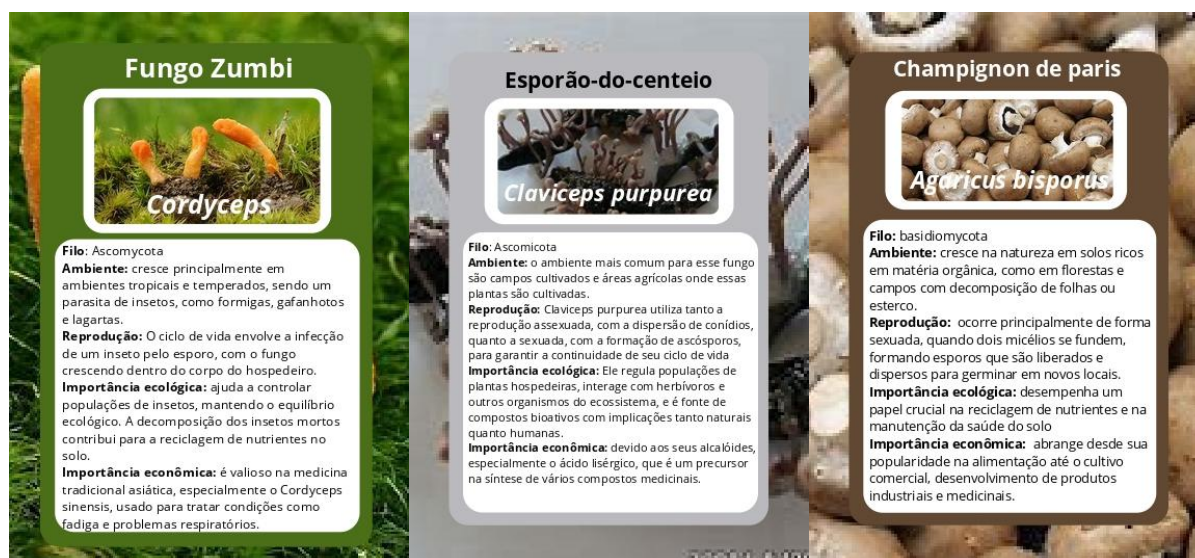 Fungo Zumbi
Cordyceps
Filo: Ascomycota
Ambiente: cresce principalmente em
ambientes tropicais e temperados, sendo um
parasita de insetos, como formigas, gafanhotos
e lagartas.
Reprodução: O ciclo de vida envolve a infecção
de um inseto pelo esporo, com o fungo
crescendo dentro do corpo do hospedeiro.
Importância ecológica: ajuda a controlar
populações de insetos, mantendo o equilíbrio
ecológico. A decomposição dos insetos mortos
contribui para a reciclagem de nutrientes no
solo.
Importância econômica: é valioso na medicina
tradicional asiática, especialmente o Cordyceps
sinensis, usado para tratar condições como
fadiga e problemas respiratórios.
Esporão-do-centeio
Claviceps purpurea
Filo: Ascomicota
Ambiente: o ambiente mais comum para esse fungo
são campos cultivados e áreas agrícolas onde essas
plantas são cultivadas.
Reprodução: Claviceps purpurea utiliza tanto a
reprodução assexuada, com a dispersão de conídios,
quanto a sexuada, com a formação de ascósporos,
para garantir a continuidade de seu ciclo de vida
Importância ecológica: Ele regula populações de
plantas hospedeiras, interage com herbívoros e
outros organismos do ecossistema, e é fonte de
compostos bioativos com implicações tanto naturais
quanto humanas.
Importância econômica: devido aos seus alcalóides,
especialmente o ácido lisérgico, que é um precursor
na síntese de vários compostos medicinais.
Champignon de paris
Agaricus bisporus
Filo: basidiomycota
Ambiente: cresce na natureza em solos ricos
em matéria orgânica, como em florestas e
campos com decomposição de folhas ou
esterco.
Reprodução: ocorre principalmente de forma
sexuada, quando dois micélios se fundem,
formando esporos que são liberados e
dispersos para germinar em novos locais.
Importância ecológica: desempenha um
papel crucial na reciclagem de nutrientes e na
manutenção da saúde do solo
Importância econômica: abrange desde sua
popularidade na alimentação até o cultivo
comercial, desenvolvimento de produtos
industriais e medicinais.